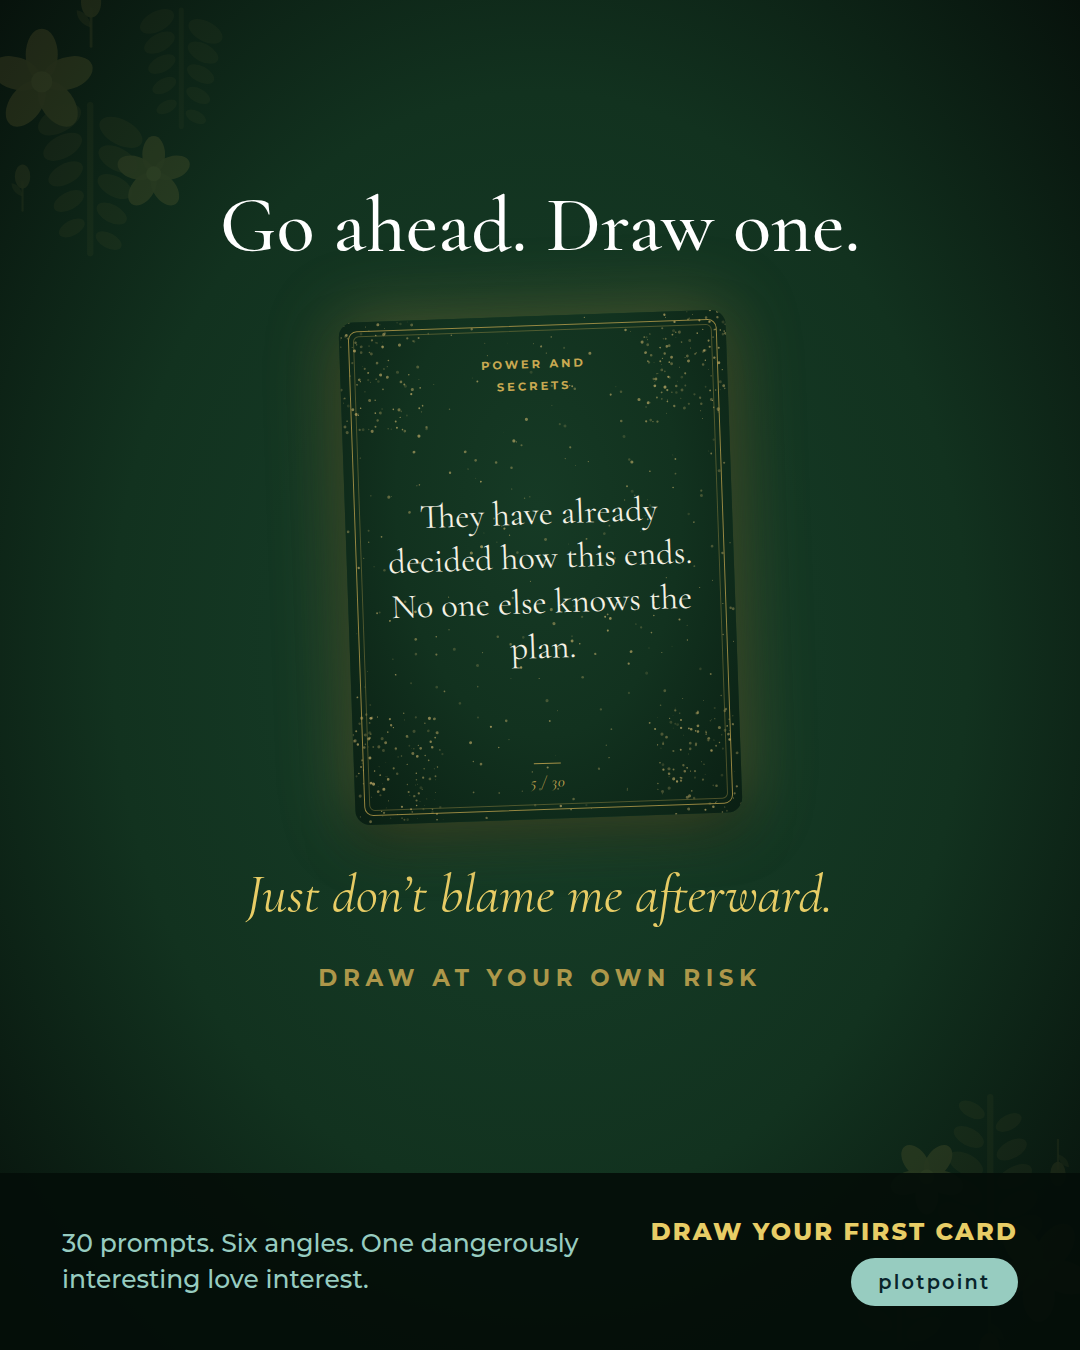 Go ahead. Draw one.
POWER AND
SECRETS
They have already
decided how this ends.
No one else knows the
plan.
5 / 30
Just don’t blame me afterward.
DRAW AT YOUR OWN RISK
30 prompts. Six angles. One dangerously
interesting love interest.
DRAW YOUR FIRST CARD
plotpoint